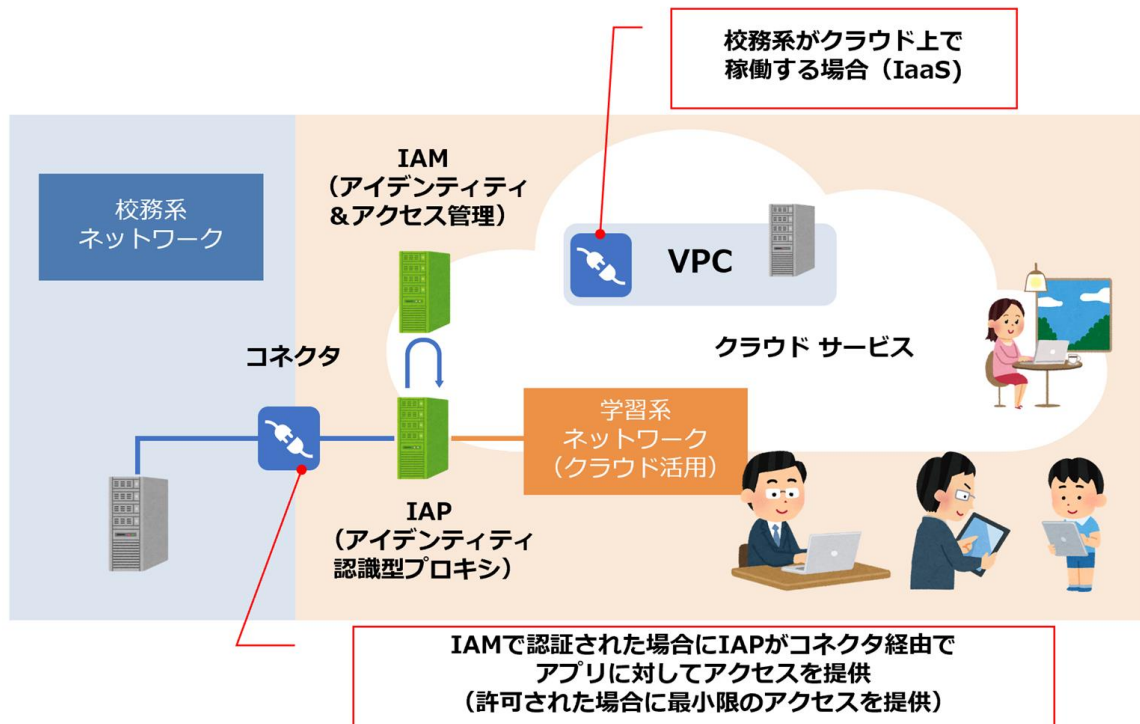 校務系がクラウド上で
稼働する場合（IaaS)
校務系
ネットワーク
IAM
（アイデンティティ
＆アクセス管理）
VPC
コネクタ
クラウド サービス
学習系
ネットワーク
（クラウド活用）
IAP
（アイデンティティ
認識型プロキシ）
IAMで認証された場合にIAPがコネクタ経由で
アプリに対してアクセスを提供
（許可された場合に最小限のアクセスを提供）